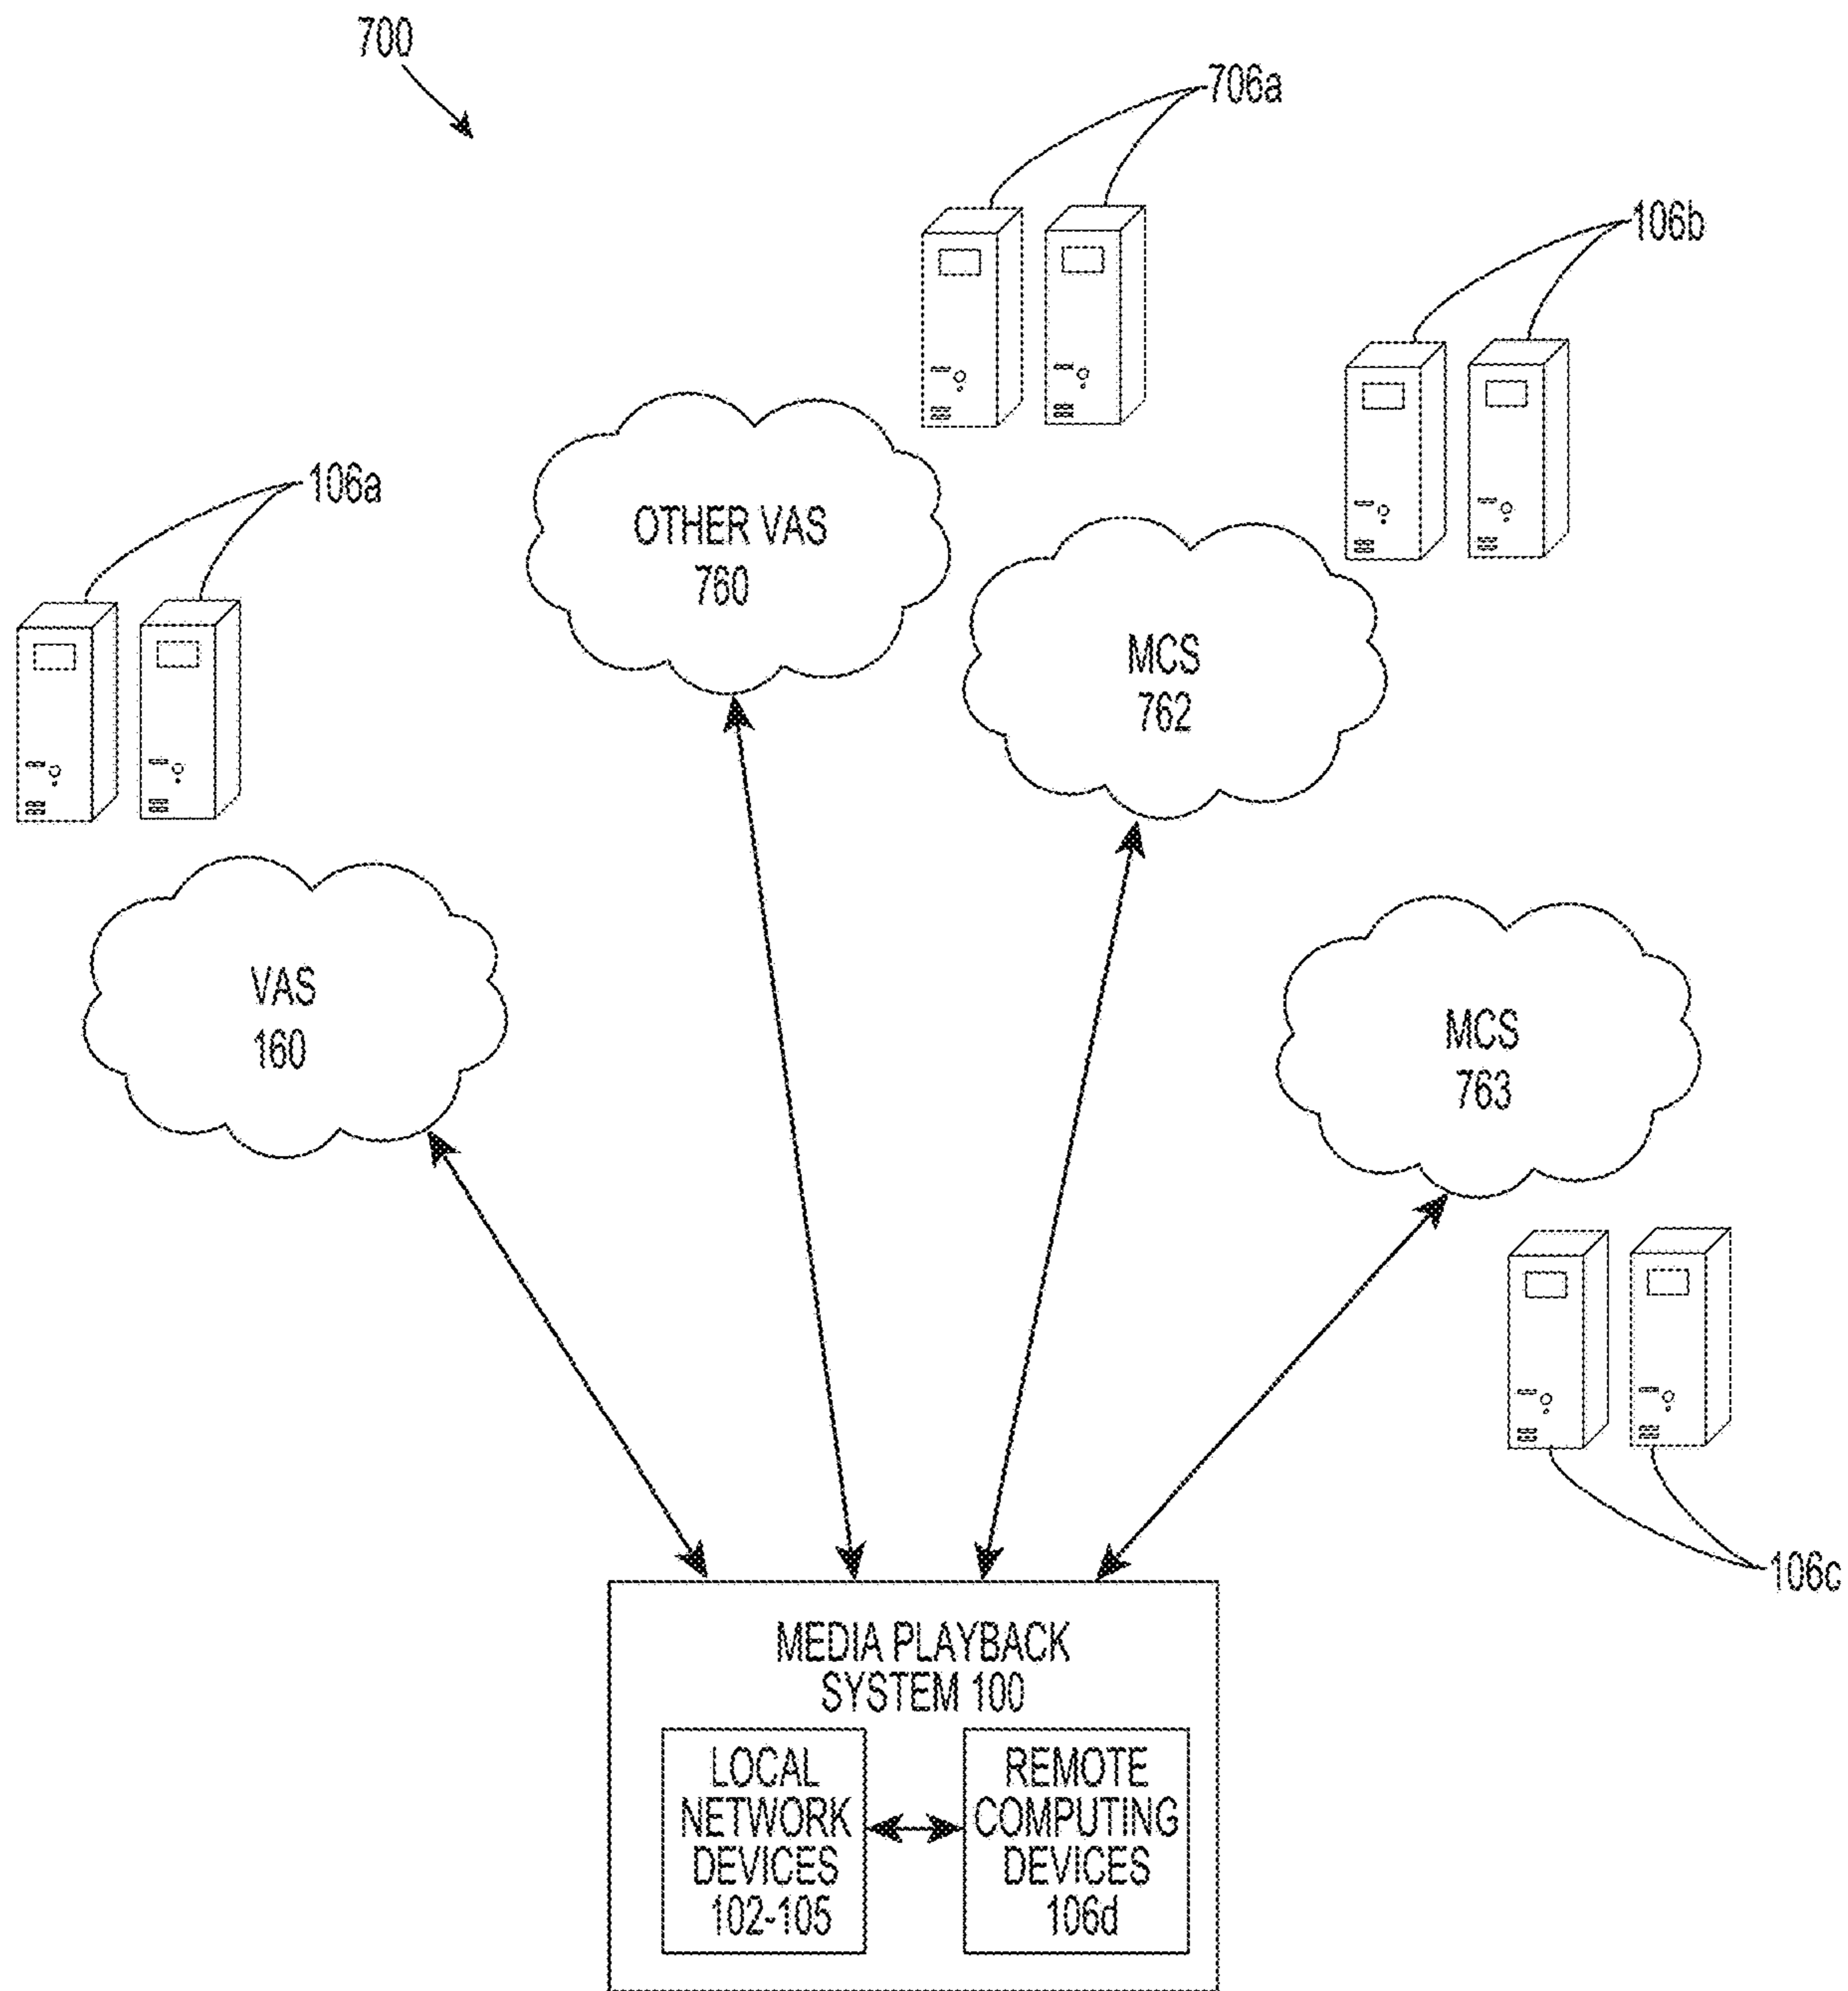 700
706a
106b
106a
OTHER VAS
760
MCS
762
VAS
160
MCS
763
106c
MEDIA PLAYBACK
SYSTEM 100
LOCAL
NETWORK
DEVICES
102-105
REMOTE
COMPUTING
DEVICES
106d